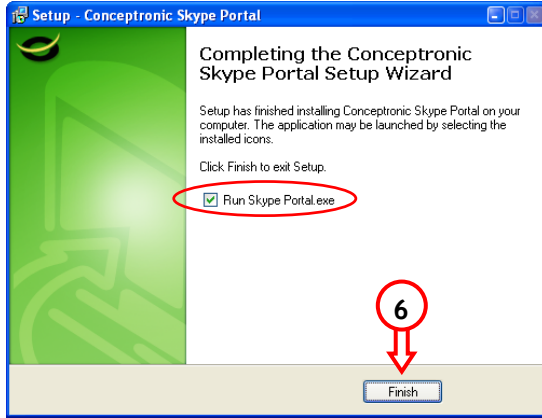 Setup - Conceptronic Skype Portal
Completing the Conceptronic
Skype Portal Setup Wizard
Setup has finished installing Conceptronic Skype Portal on your
computer. The application may be launched by selecting the
installed icons.
Click Finish to exit Setup.
Run Skype Portal.exe
6
Finish